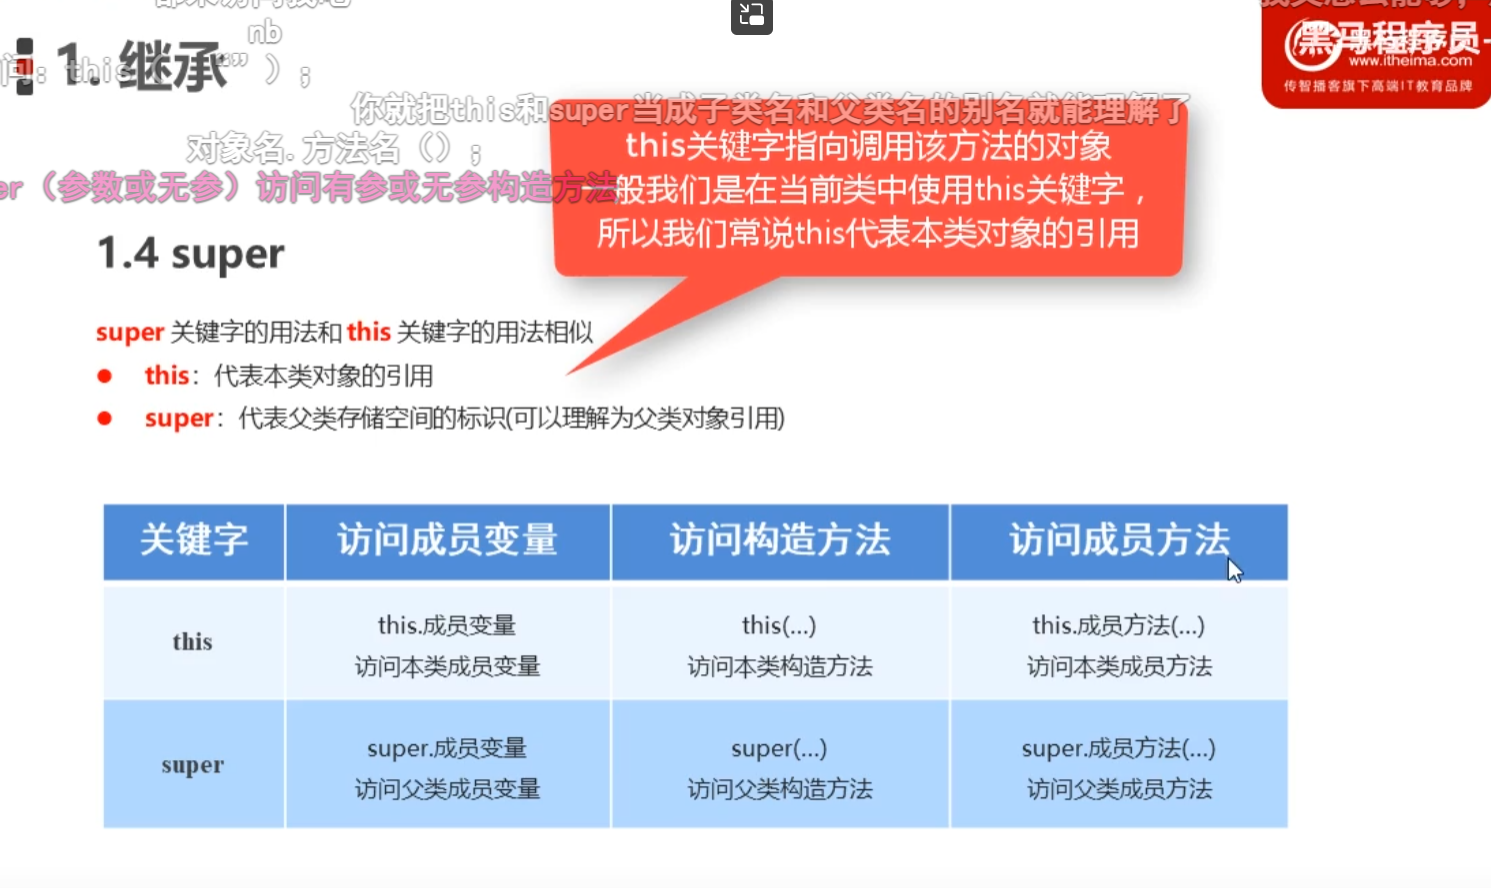 nb
1. 继承
问：this（“”）；
黑马程序员
www.itheima.com
传智播客旗下高端IT教育品牌
你就把this和super当成子类名和父类名的别名就能理解了
对象名.方法名（）；
er（参数或无参）访问有参或无参构造方法
this关键字指向调用该方法的对象
一般我们是在当前类中使用this关键字，
所以我们常说this代表本类对象的引用
1.4 super
super 关键字的用法和 this 关键字的用法相似
● this：代表本类对象的引用
● super：代表父类存储空间的标识(可以理解为父类对象引用)
关键字 访问成员变量 访问构造方法 访问成员方法
this.成员变量 this(...) this.成员方法(...)
this
访问本类成员变量 访问本类构造方法 访问本类成员方法
super.成员变量 super(...) super.成员方法(...)
super
访问父类成员变量 访问父类构造方法 访问父类成员方法